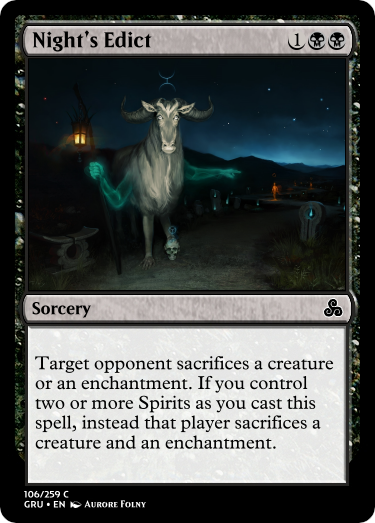 Night's Edict 1
Sorcery
Target opponent sacrifices a creature
or an enchantment. If you control
two or more Spirits as you cast this
spell, instead that player sacrifices a
creature and an enchantment.
106/259 C
GRU • EN Aurore Folny